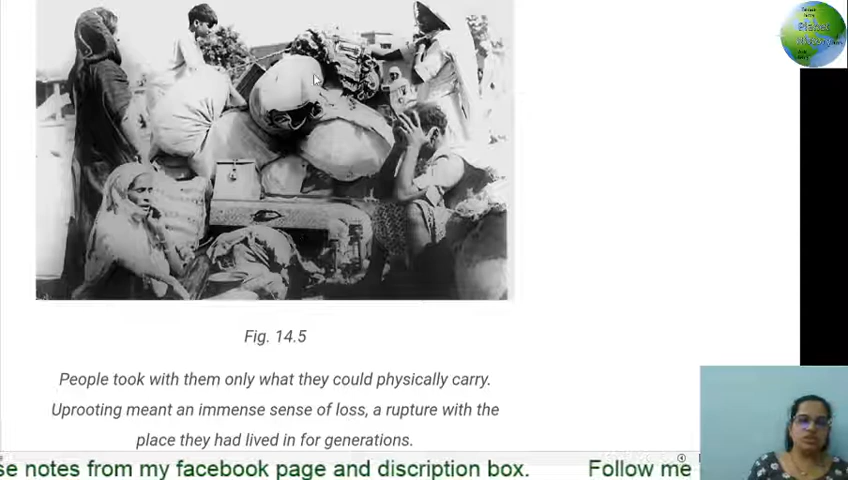 Fig. 14.5
People took with them only what they could physically carry.
Uprooting meant an immense sense of loss, a rupture with the
place they had lived in for generations.
se notes from my facebook page and discription box. Follow me